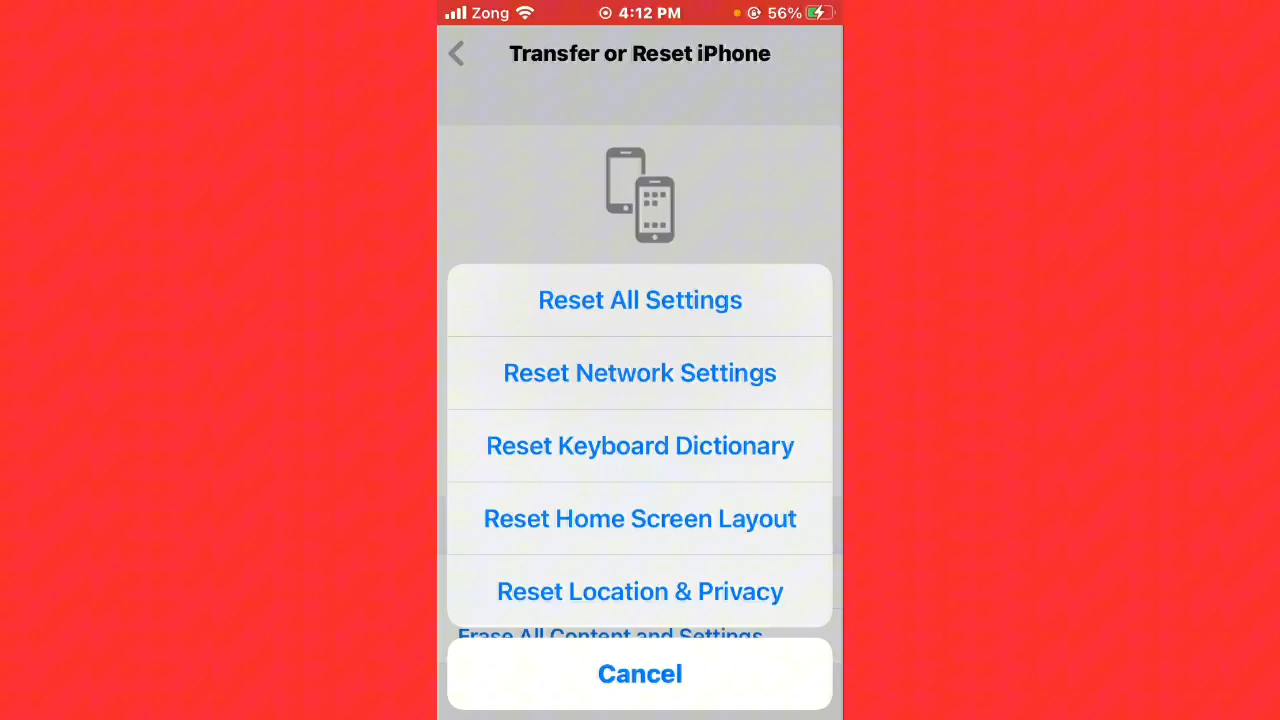 Zong 4:12 PM 56%
Transfer or Reset iPhone
Reset All Settings
Reset Network Settings
Reset Keyboard Dictionary
Reset Home Screen Layout
Reset Location & Privacy
Erase All Content and Settings
Cancel